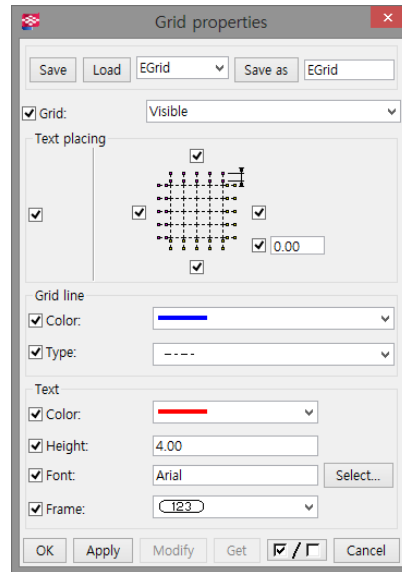 Grid properties
Save Load EGrid Save as EGrid
Grid: Visible
Text placing
0.00
Grid line
Color:
Type:
Text
Color:
Height: 4.00
Font: Arial Select...
Frame: 123
OK Apply Modify Get / Cancel